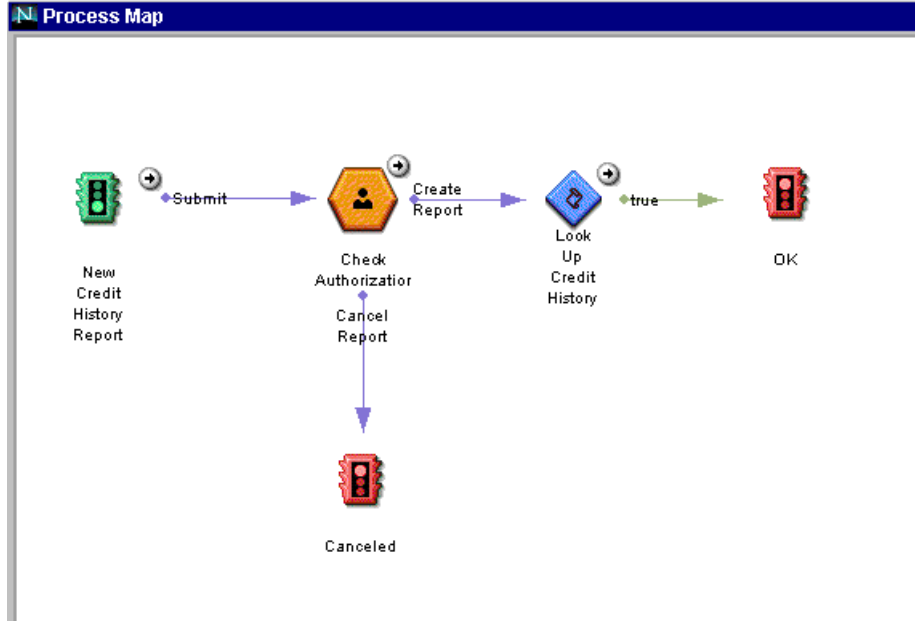 N Process Map
Submit
Create
Report
true
New
Credit
History
Report
Check
Authorization
Cancel
Report
Look
Up
Credit
History
OK
Canceled